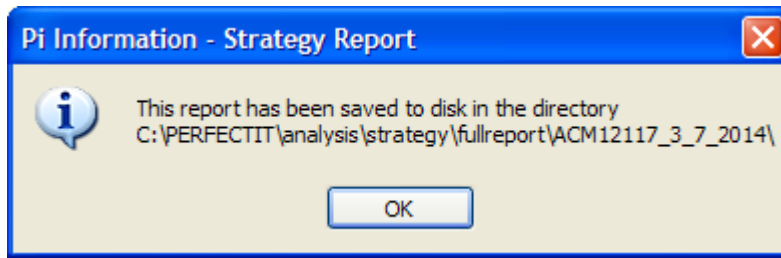 Pi Information - Strategy Report
This report has been saved to disk in the directory
C:\PERFECTIT\analysis\strategy\fullreport\ACM12117_3_7_2014\
OK